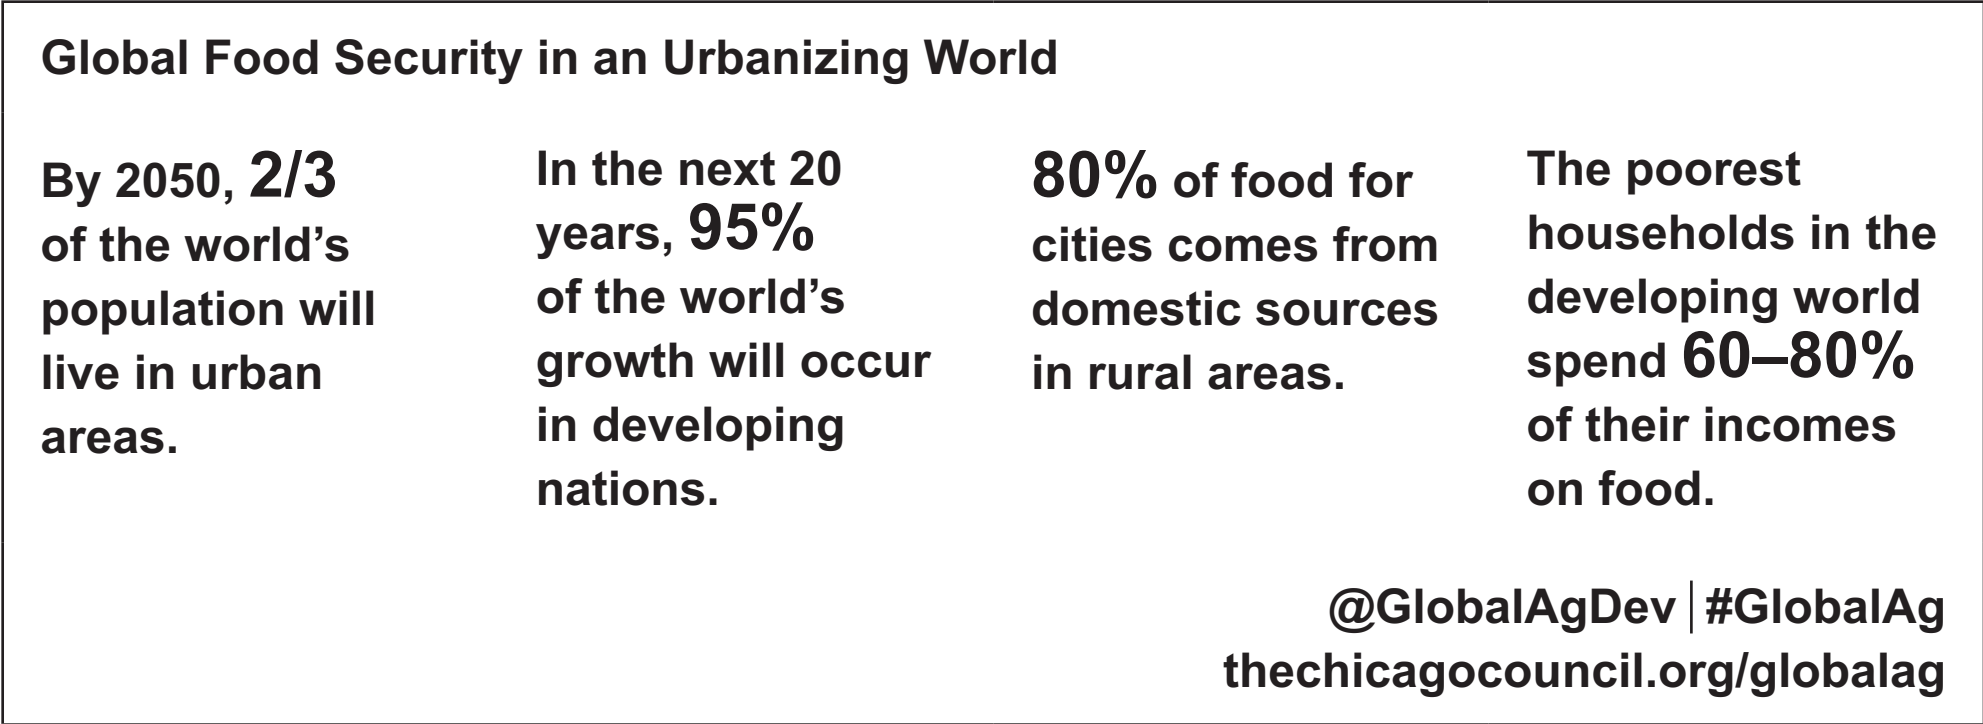 Global Food Security in an Urbanizing World
By 2050, 2/3
of the world’s
population will
live in urban
areas.
In the next 20
years, 95%
of the world’s
growth will occur
in developing
nations.
80% of food for
cities comes from
domestic sources
in rural areas.
The poorest
households in the
developing world
spend 60–80%
of their incomes
on food.
@GlobalAgDev | #GlobalAg
thechicagocouncil.org/globalag